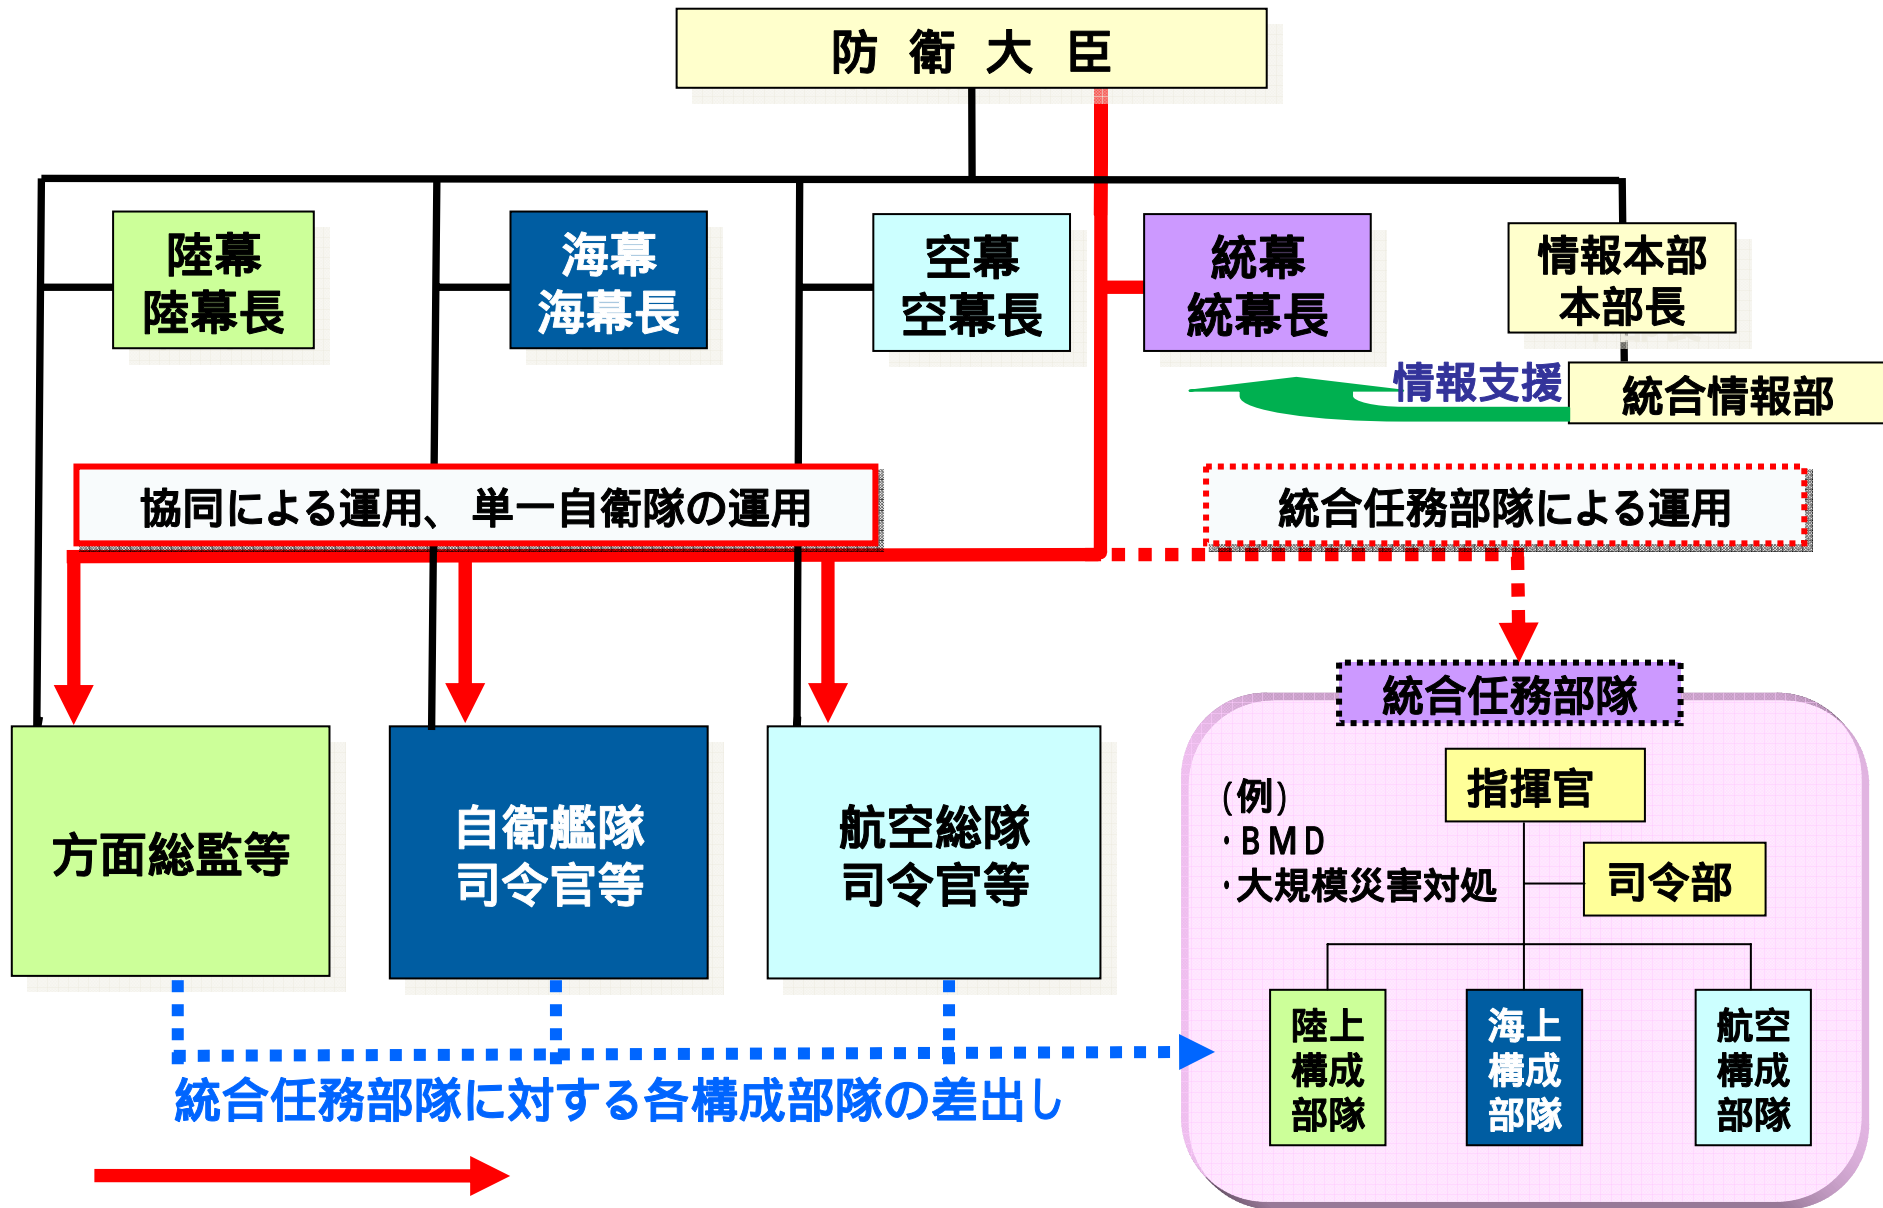 防衛大臣
陸幕
陸幕長
海幕
海幕長
空幕
空幕長
統幕
統幕長
情報本部
本部長
情報支援
統合情報部
協同による運用、単一自衛隊の運用
統合任務部隊による運用
方面総監等
自衛艦隊
司令官等
航空総隊
司令官等
統合任務部隊
指揮官
(例)
・BMD
・大規模災害対処
司令部
陸上
構成
部隊
海上
構成
部隊
航空
構成
部隊
統合任務部隊に対する各構成部隊の差出し